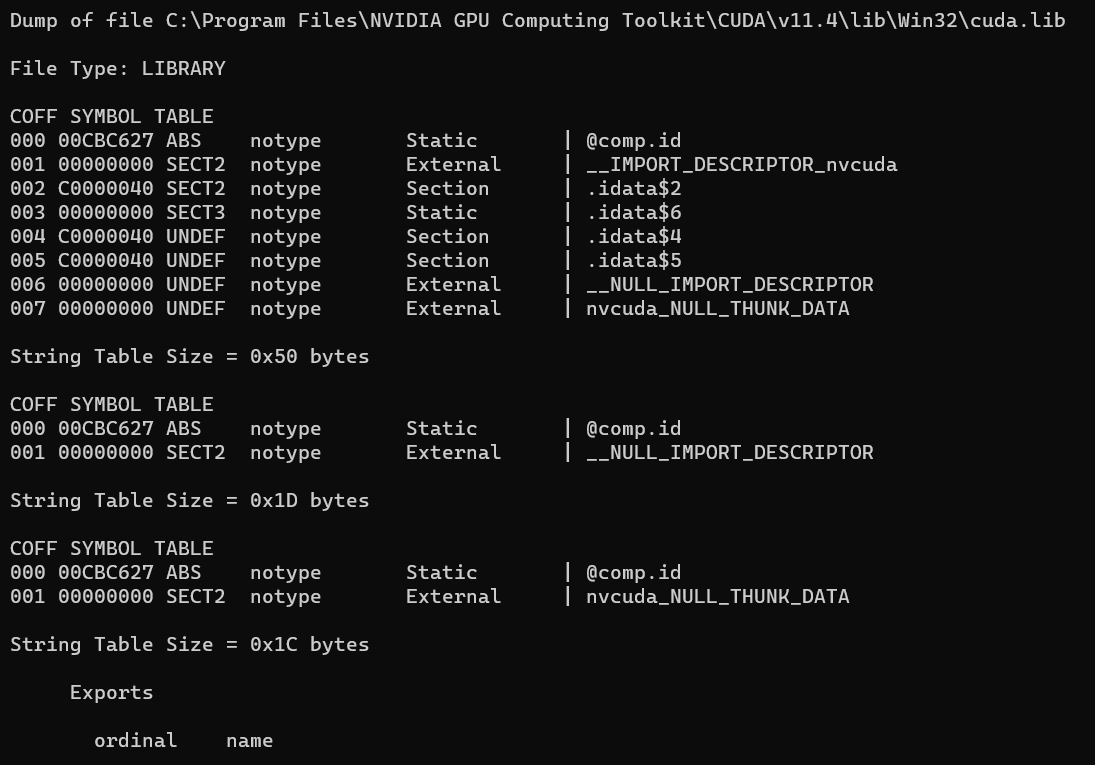 Dump of file C:\Program Files\NVIDIA GPU Computing Toolkit\CUDA\v11.4\lib\Win32\cuda.lib
File Type: LIBRARY
COFF SYMBOL TABLE
000 00CBC627 ABS    notype       Static       | @comp.id
001 00000000 SECT2  notype       External     | __IMPORT_DESCRIPTOR_nvcuda
002 C0000040 SECT2  notype       Section      | .idata$2
003 00000000 SECT3  notype       Static       | .idata$6
004 C0000040 UNDEF  notype       Section      | .idata$4
005 C0000040 UNDEF  notype       Section      | .idata$5
006 00000000 UNDEF  notype       External     | __NULL_IMPORT_DESCRIPTOR
007 00000000 UNDEF  notype       External     | nvcuda_NULL_THUNK_DATA
String Table Size = 0x50 bytes
COFF SYMBOL TABLE
000 00CBC627 ABS    notype       Static       | @comp.id
001 00000000 SECT2  notype       External     | __NULL_IMPORT_DESCRIPTOR
String Table Size = 0x1D bytes
COFF SYMBOL TABLE
000 00CBC627 ABS    notype       Static       | @comp.id
001 00000000 SECT2  notype       External     | nvcuda_NULL_THUNK_DATA
String Table Size = 0x1C bytes
Exports
ordinal    name